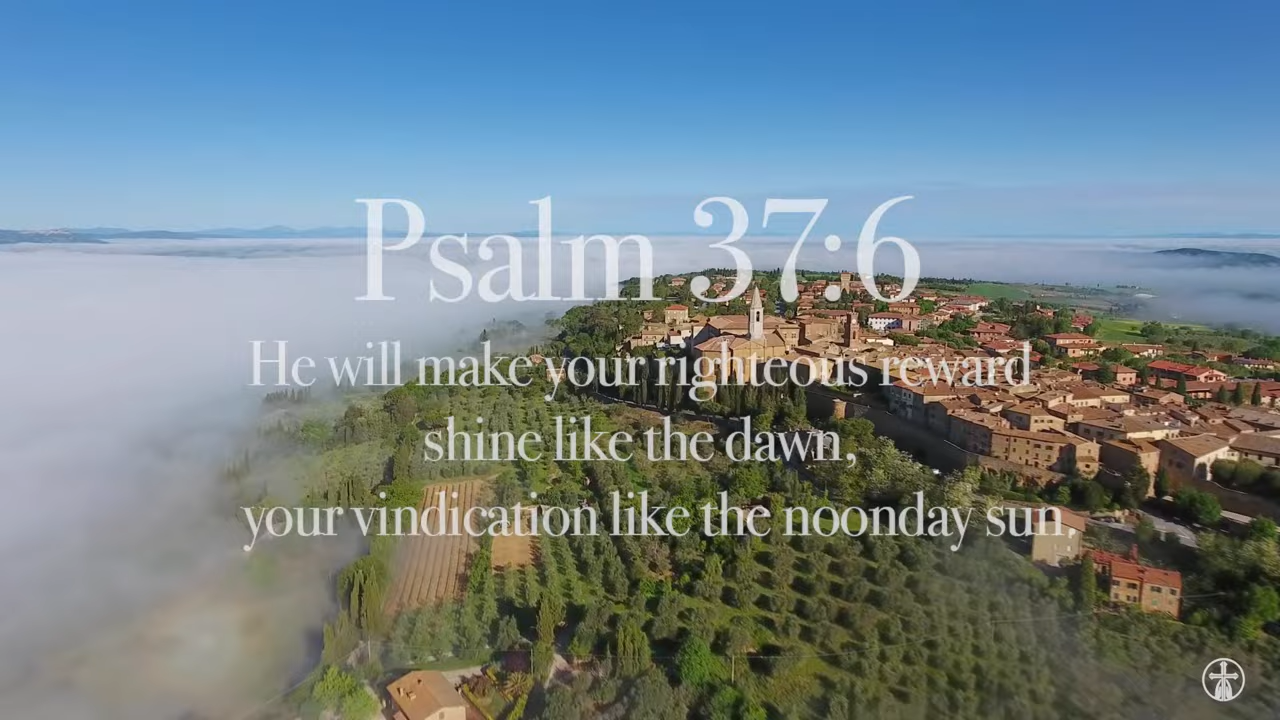 Psalm 37:6
He will make your righteous reward
shine like the dawn,
your vindication like the noonday sun